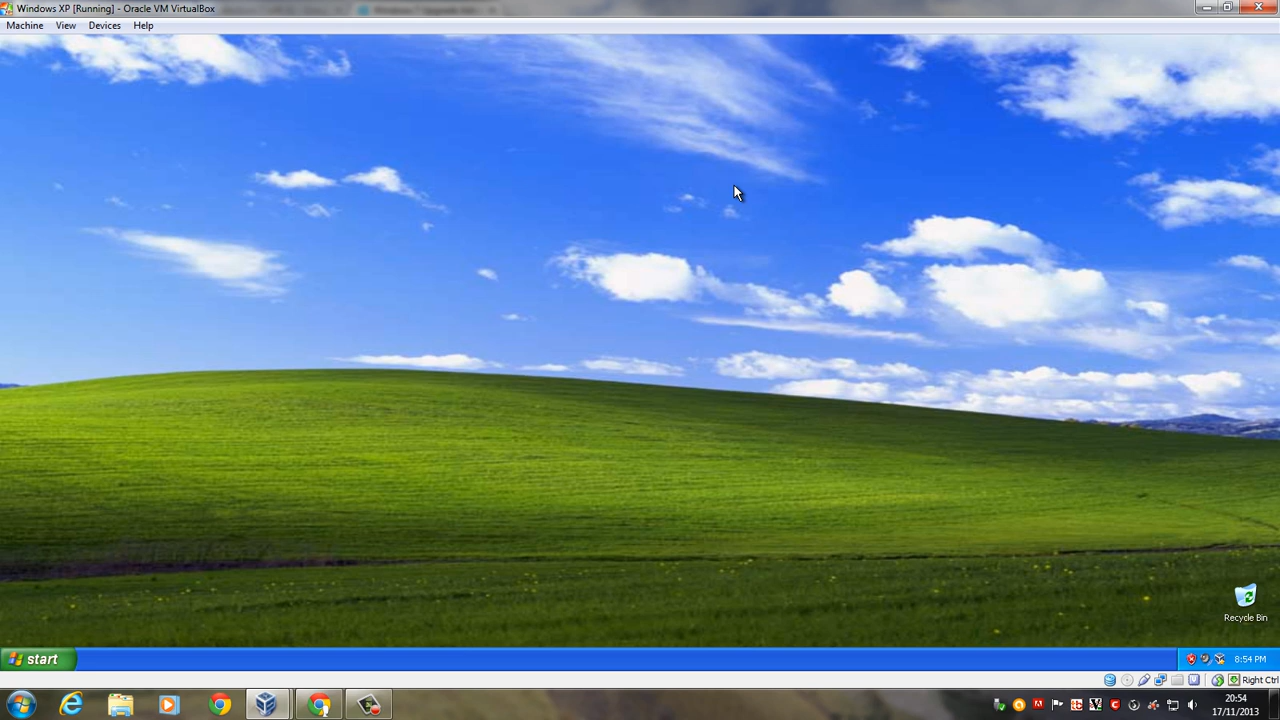 Windows XP [Running] - Oracle VM VirtualBox
Machine View Devices Help
Recycle Bin
start
8:54 PM
Right Ctrl
20:54
17/11/2013